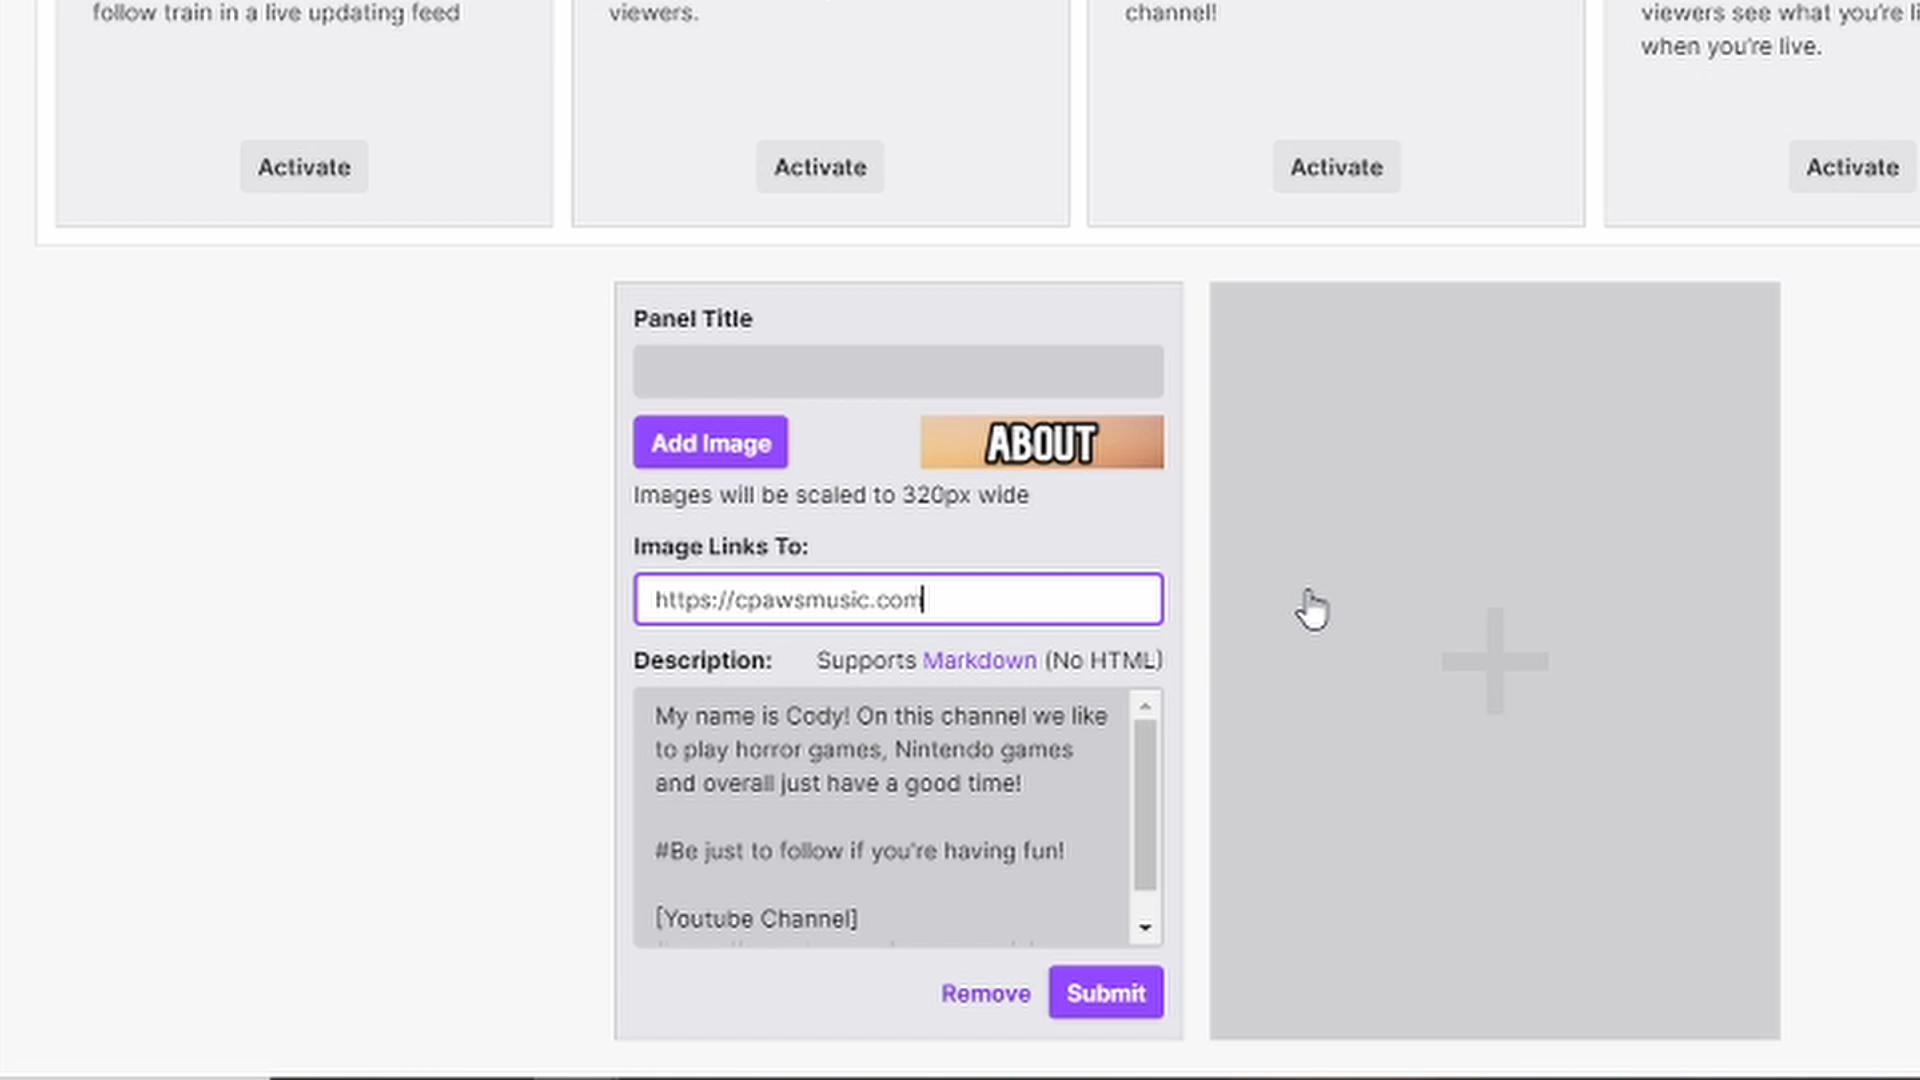 follow train in a live updating feed
viewers.
channel!
viewers see what you're li
when you're live.
Activate
Activate
Activate
Activate
Panel Title
Add Image
ABOUT
Images will be scaled to 320px wide
Image Links To:
https://cpawsmusic.com
Description: Supports Markdown (No HTML)
My name is Cody! On this channel we like
to play horror games, Nintendo games
and overall just have a good time!
#Be just to follow if you're having fun!
[Youtube Channel]
Remove
Submit